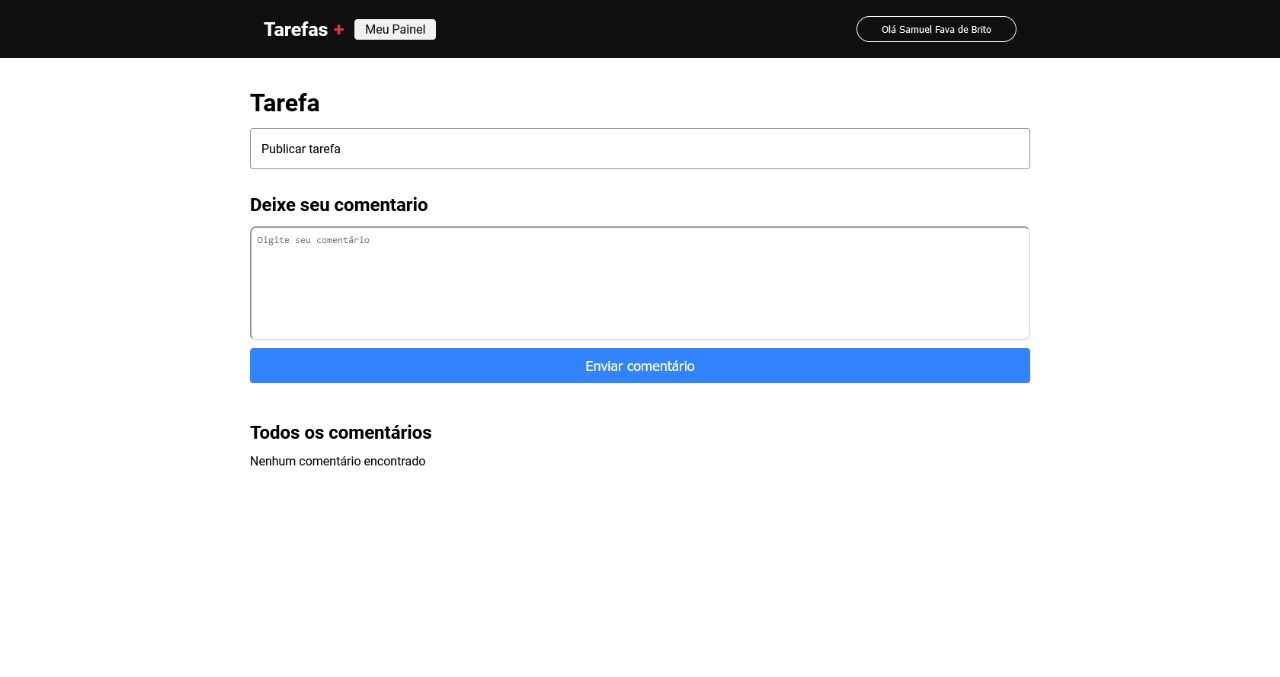 Tarefas + Meu Painel Olá Samuel Fava de Brito
Tarefa
Publicar tarefa
Deixe seu comentario
Digite seu comentário
Enviar comentário
Todos os comentários
Nenhum comentário encontrado